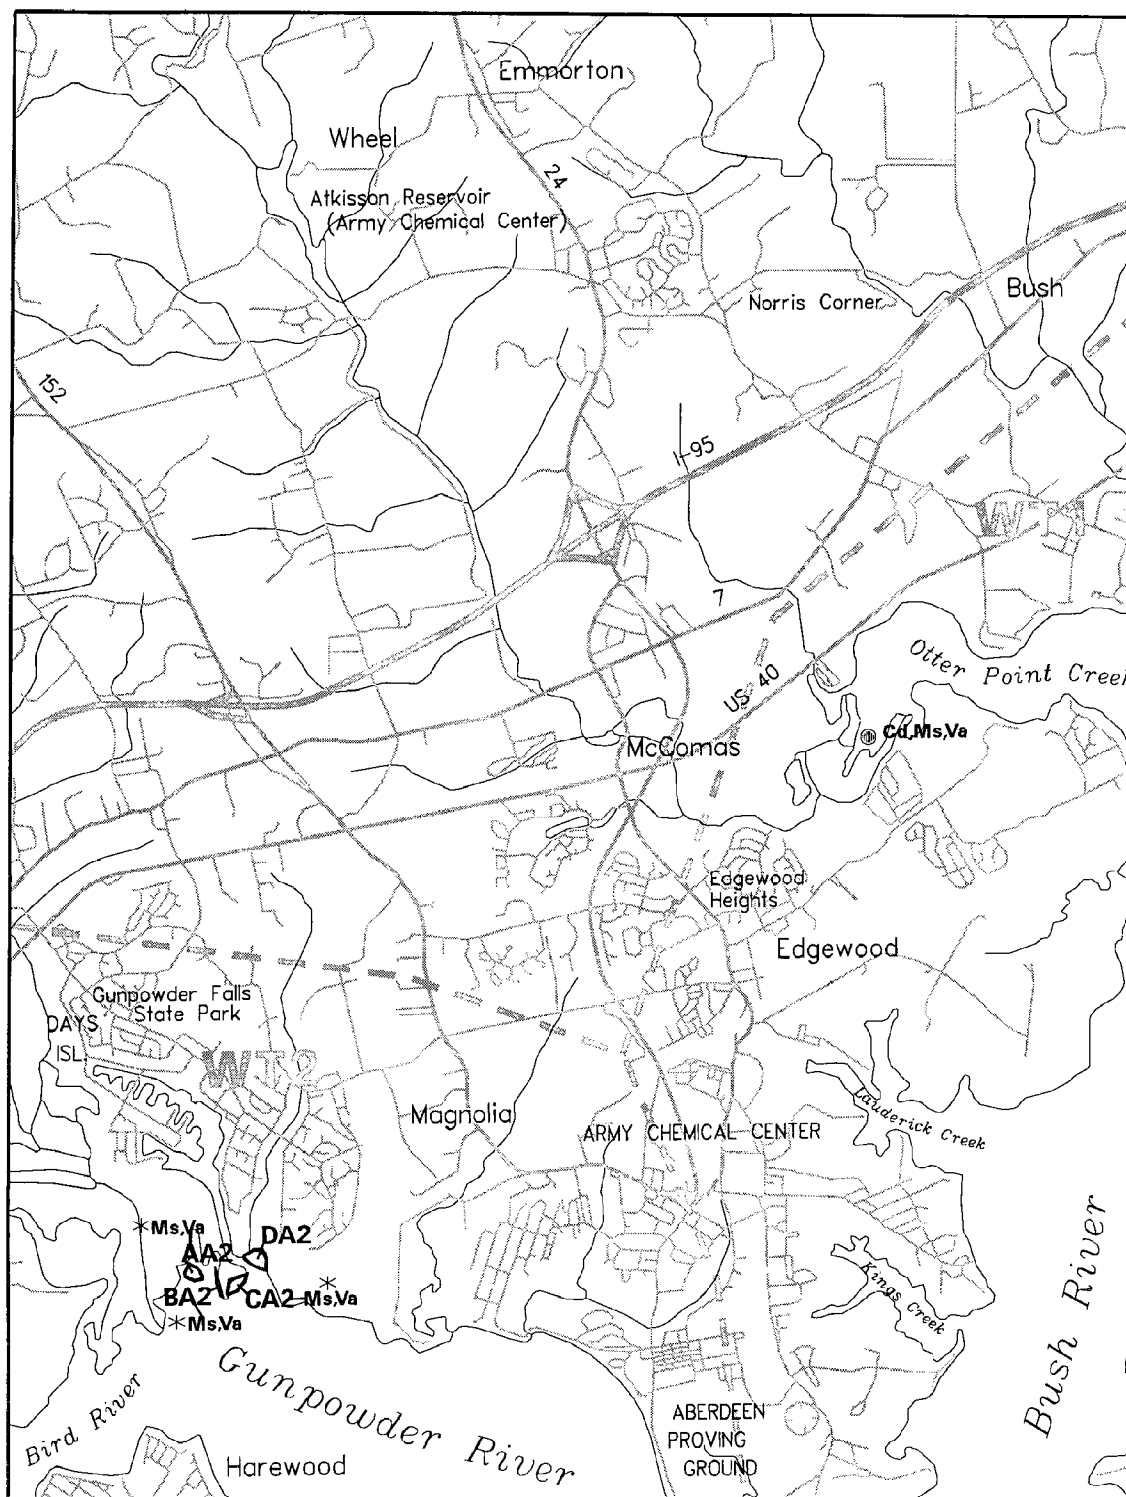 Emmorton
Wheel
24
Atkisson Reservoir
(Army Chemical Center)
Bush
Norris Corner
152
I-95
7
Otter Point Creek
US 40
Cd,Ms,Va
McComas
Edgewood
Heights
Edgewood
Gunpowder Falls
State Park
DAYS
ISL.
WT2
Lauderick Creek
Magnolia
ARMY CHEMICAL CENTER
Ms,Va
DA2
AA2
BA2
CA2
Ms,Va
Ms,Va
Kings Creek
Bush River
Gunpowder River
Bird River
Harewood
ABERDEEN
PROVING
GROUND